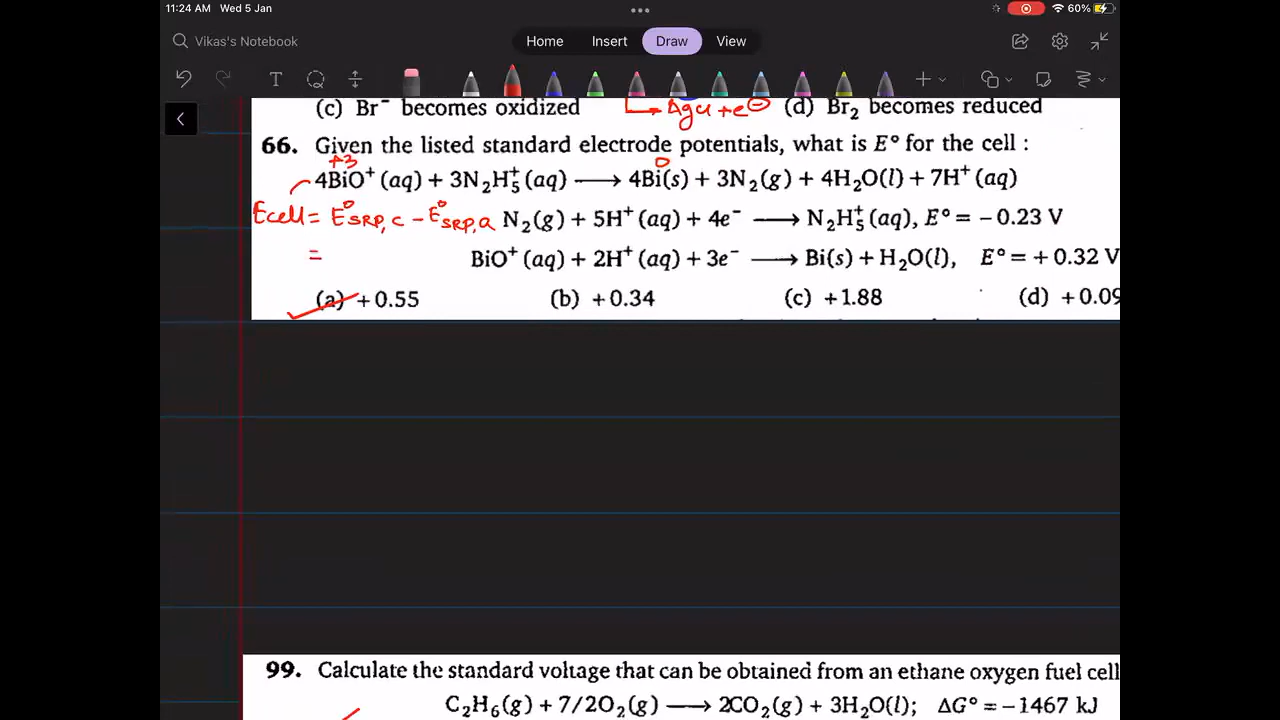 11:24 AM Wed 5 Jan
60%
Vikas's Notebook
Home Insert Draw View
(c) Br⁻ becomes oxidized
→ Agcl + e⊖
(d) Br₂ becomes reduced
66. Given the listed standard electrode potentials, what is E° for the cell :
+3 0
4BiO⁺(aq) + 3N₂H₅⁺(aq) ⟶ 4Bi(s) + 3N₂(g) + 4H₂O(l) + 7H⁺(aq)
Ecell = E°SRP,c − E°SRP,a
N₂(g) + 5H⁺(aq) + 4e⁻ ⟶ N₂H₅⁺(aq), E° = − 0.23 V
=
BiO⁺(aq) + 2H⁺(aq) + 3e⁻ ⟶ Bi(s) + H₂O(l), E° = + 0.32 V
(a) +0.55 (b) +0.34 (c) +1.88 (d) +0.09
99. Calculate the standard voltage that can be obtained from an ethane oxygen fuel cell
C₂H₆(g) + 7/2O₂(g) ⟶ 2CO₂(g) + 3H₂O(l); ΔG° = −1467 kJ